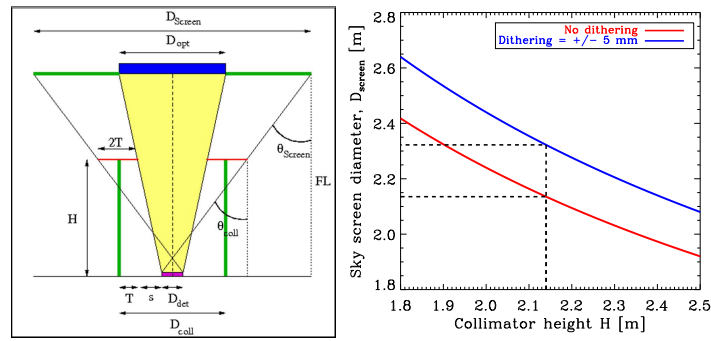 D_Screen
D_opt
2T
θ_Screen
FL
H
θ_coll
T s D_det
D_coll
No dithering
Dithering = +/− 5 mm
Sky screen diameter, D_screen [m]
2.8
2.6
2.4
2.2
2.0
1.8
1.8 1.9 2.0 2.1 2.2 2.3 2.4 2.5
Collimator height H [m]